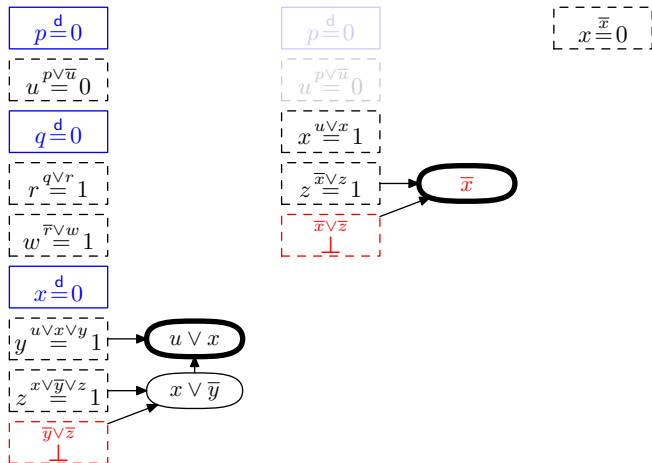 p =ᵈ 0
u =^{p∨u̅} 0
q =ᵈ 0
r =^{q∨r} 1
w =^{r̅∨w} 1
x =ᵈ 0
y =^{u∨x∨y} 1
u ∨ x
z =^{x∨y̅∨z} 1
x ∨ y̅
y̅∨z̅
⊥
p =ᵈ 0
u =^{p∨u̅} 0
x =^{u∨x} 1
z =^{x̅∨z} 1
x̅
x̅∨z̅
⊥
x =^{x̅} 0